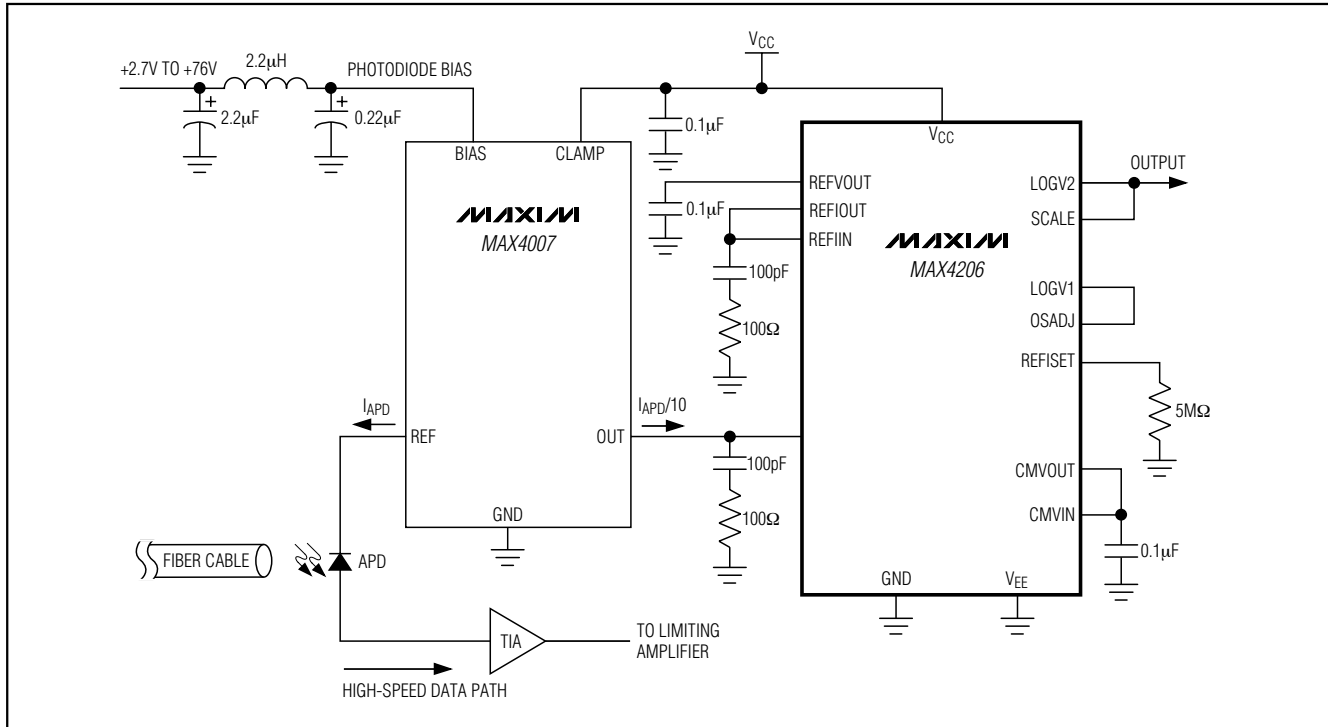 +2.7V TO +76V
2.2µH
PHOTODIODE BIAS
2.2µF
0.22µF
VCC
0.1µF
BIAS
CLAMP
MAXIM
MAX4007
REF
OUT
GND
IAPD
IAPD/10
0.1µF
100pF
100Ω
100pF
100Ω
VCC
REFVOUT
REFIOUT
REFIIN
MAXIM
MAX4206
LOGV2
SCALE
LOGV1
OSADJ
REFISET
CMVOUT
CMVIN
GND
VEE
OUTPUT
5MΩ
0.1µF
FIBER CABLE
APD
TIA
TO LIMITING
AMPLIFIER
HIGH-SPEED DATA PATH